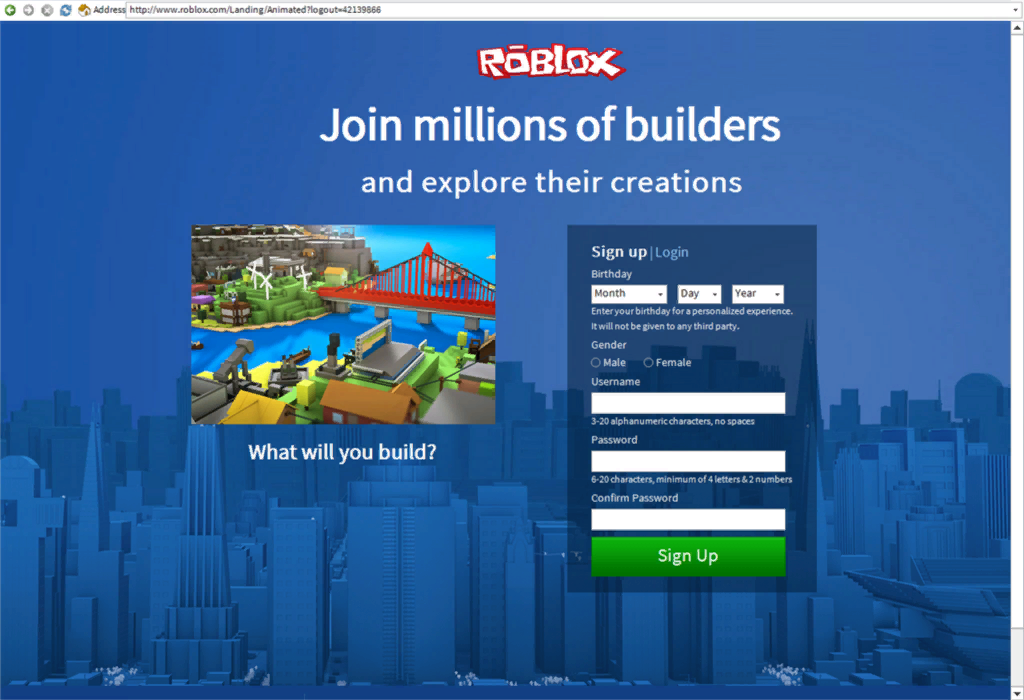 Address http://www.roblox.com/Landing/Animated?logout=42139866
ROBLOX
Join millions of builders
and explore their creations
What will you build?
Sign up | Login
Birthday
Month Day Year
Enter your birthday for a personalized experience.
It will not be given to any third party.
Gender
Male Female
Username
3-20 alphanumeric characters, no spaces
Password
6-20 characters, minimum of 4 letters & 2 numbers
Confirm Password
Sign Up